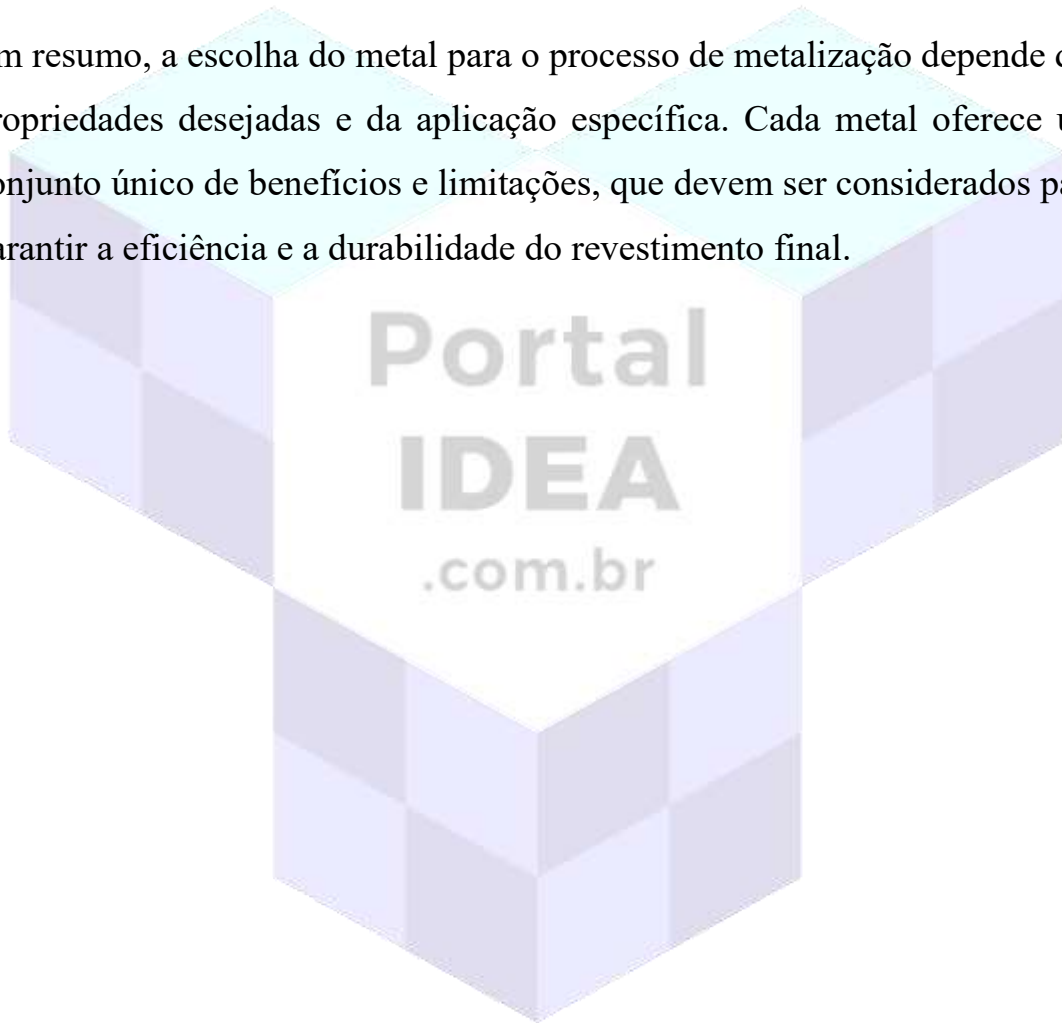 m resumo, a escolha do metal para o processo de metalização depende
ropriedades desejadas e da aplicação específica. Cada metal oferece
onjunto único de benefícios e limitações, que devem ser considerados
arantir a eficiência e a durabilidade do revestimento final.
Portal
IDEA
.com.br